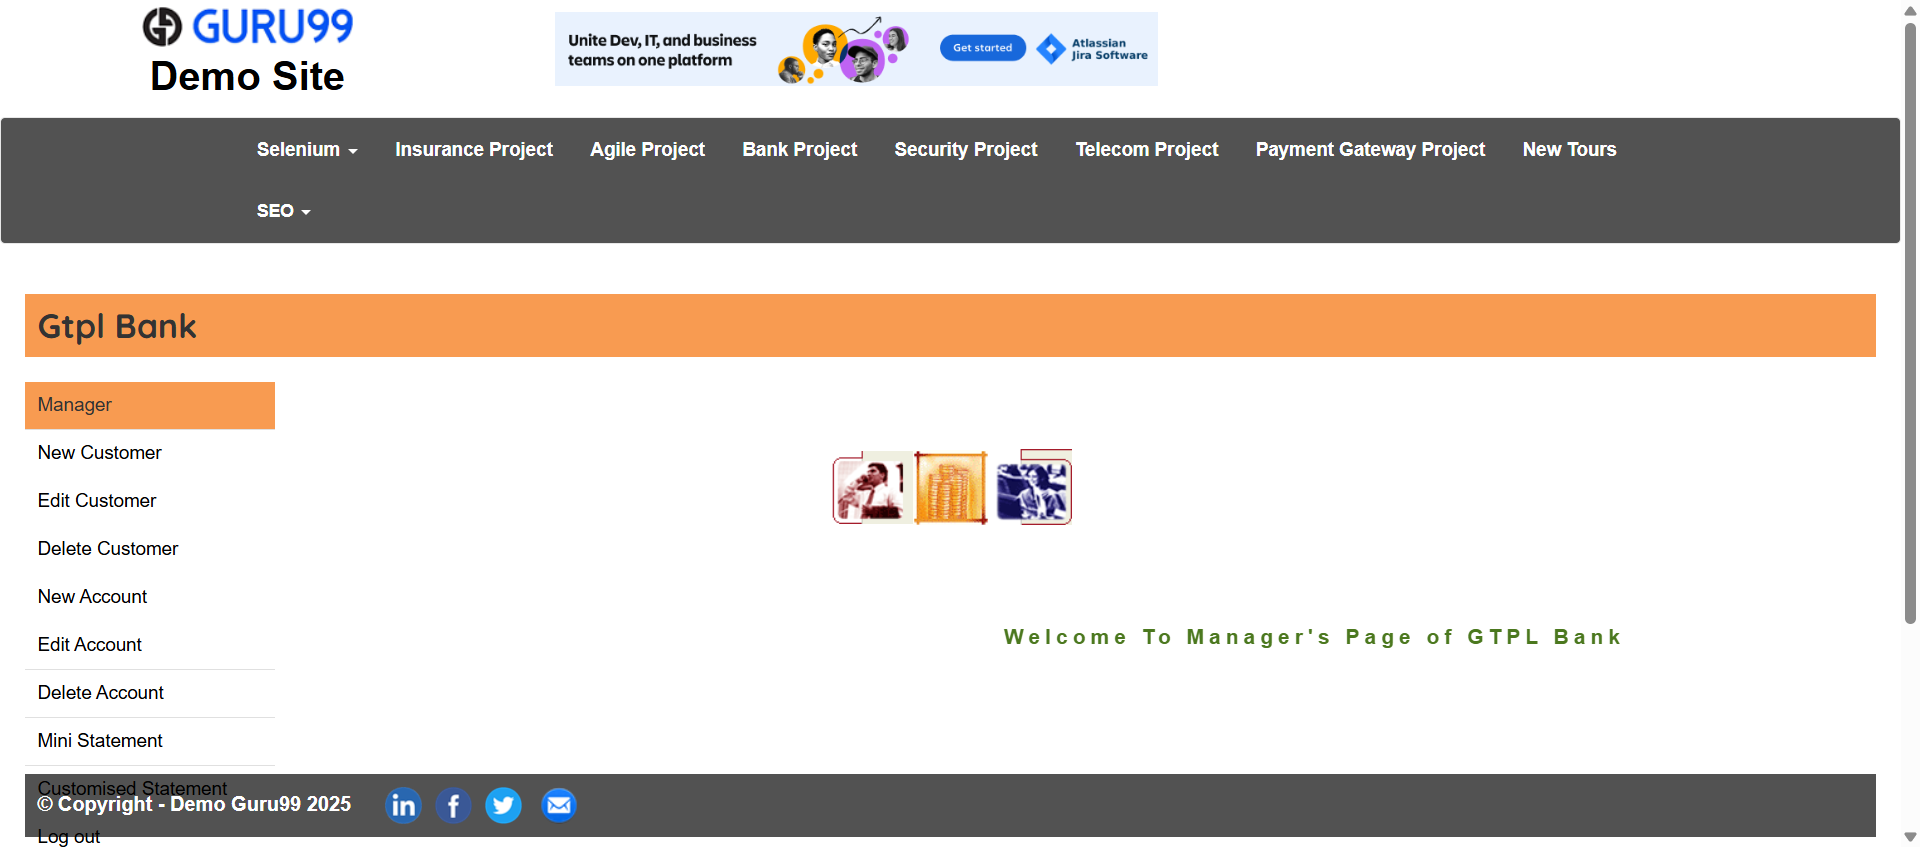 GURU99
Demo Site
Unite Dev, IT, and business
teams on one platform
Get started
Atlassian
Jira Software
Selenium
Insurance Project
Agile Project
Bank Project
Security Project
Telecom Project
Payment Gateway Project
New Tours
SEO
Gtpl Bank
Manager
New Customer
Edit Customer
Delete Customer
New Account
Edit Account
Delete Account
Mini Statement
Customised Statement
Log out
Welcome To Manager's Page of GTPL Bank
© Copyright - Demo Guru99 2025